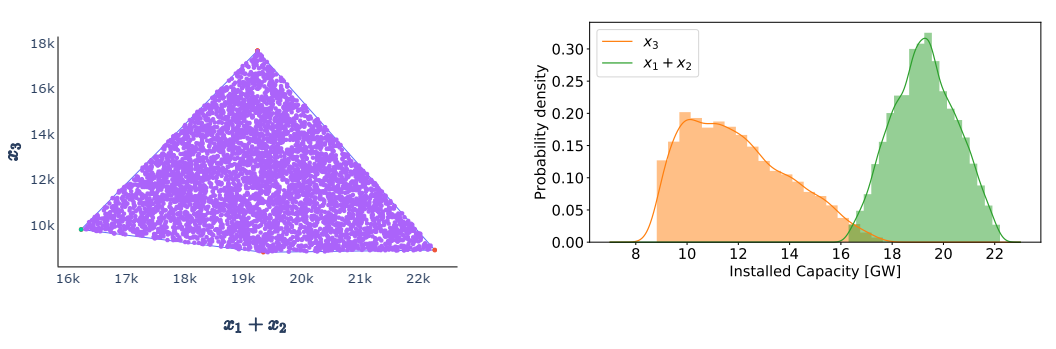 18k
16k
14k
12k
10k
x₃
16k 17k 18k 19k 20k 21k 22k
x₁ + x₂
x₃
x₁ + x₂
Probability density
0.30
0.25
0.20
0.15
0.10
0.05
0.00
8 10 12 14 16 18 20 22
Installed Capacity [GW]